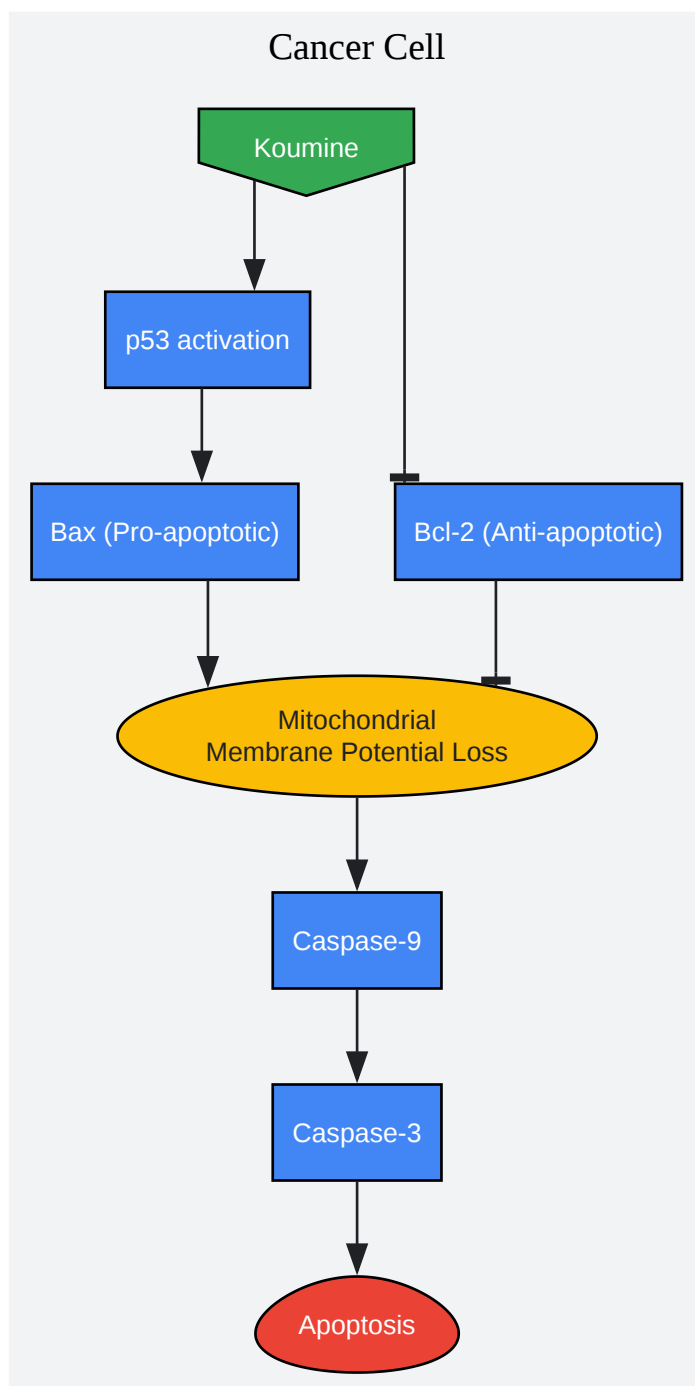 Cancer Cell
Koumine
p53 activation
Bax (Pro-apoptotic)
Bcl-2 (Anti-apoptotic)
Mitochondrial
Membrane Potential Loss
Caspase-9
Caspase-3
Apoptosis